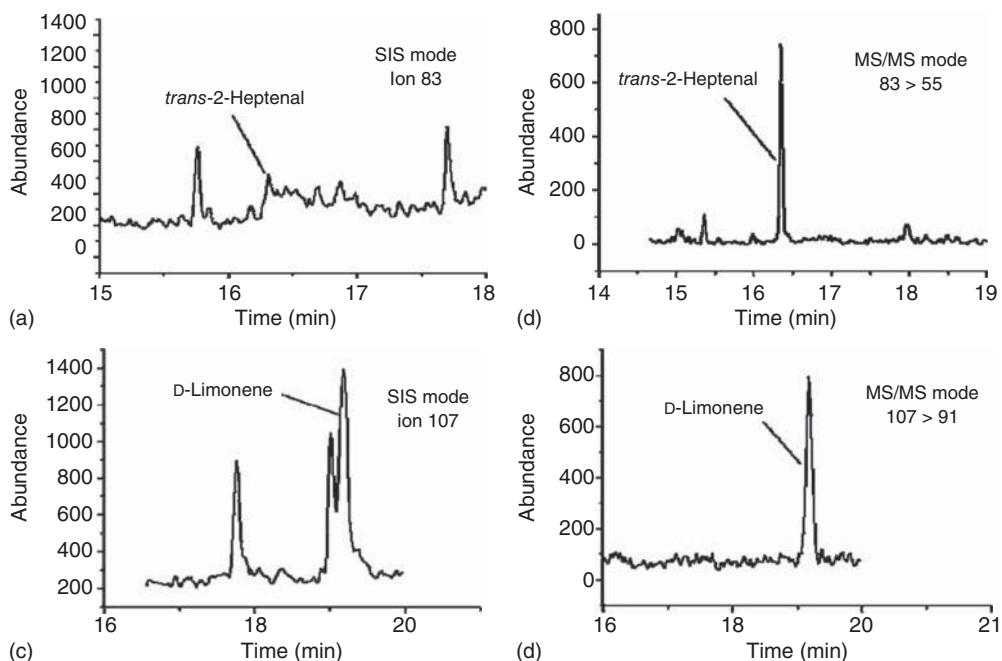 1400
1200
1000
800
600
400
200
0
Abundance
SIS mode
Ion 83
trans-2-Heptenal
15
16
17
18
Time (min)
(a)
800
600
400
200
0
Abundance
MS/MS mode
83 > 55
trans-2-Heptenal
14
15
16
17
18
19
Time (min)
(d)
1400
1200
1000
800
600
400
200
Abundance
SIS mode
ion 107
D-Limonene
16
18
20
Time (min)
(c)
800
600
400
200
0
Abundance
MS/MS mode
107 > 91
D-Limonene
16
17
18
19
20
21
Time (min)
(d)